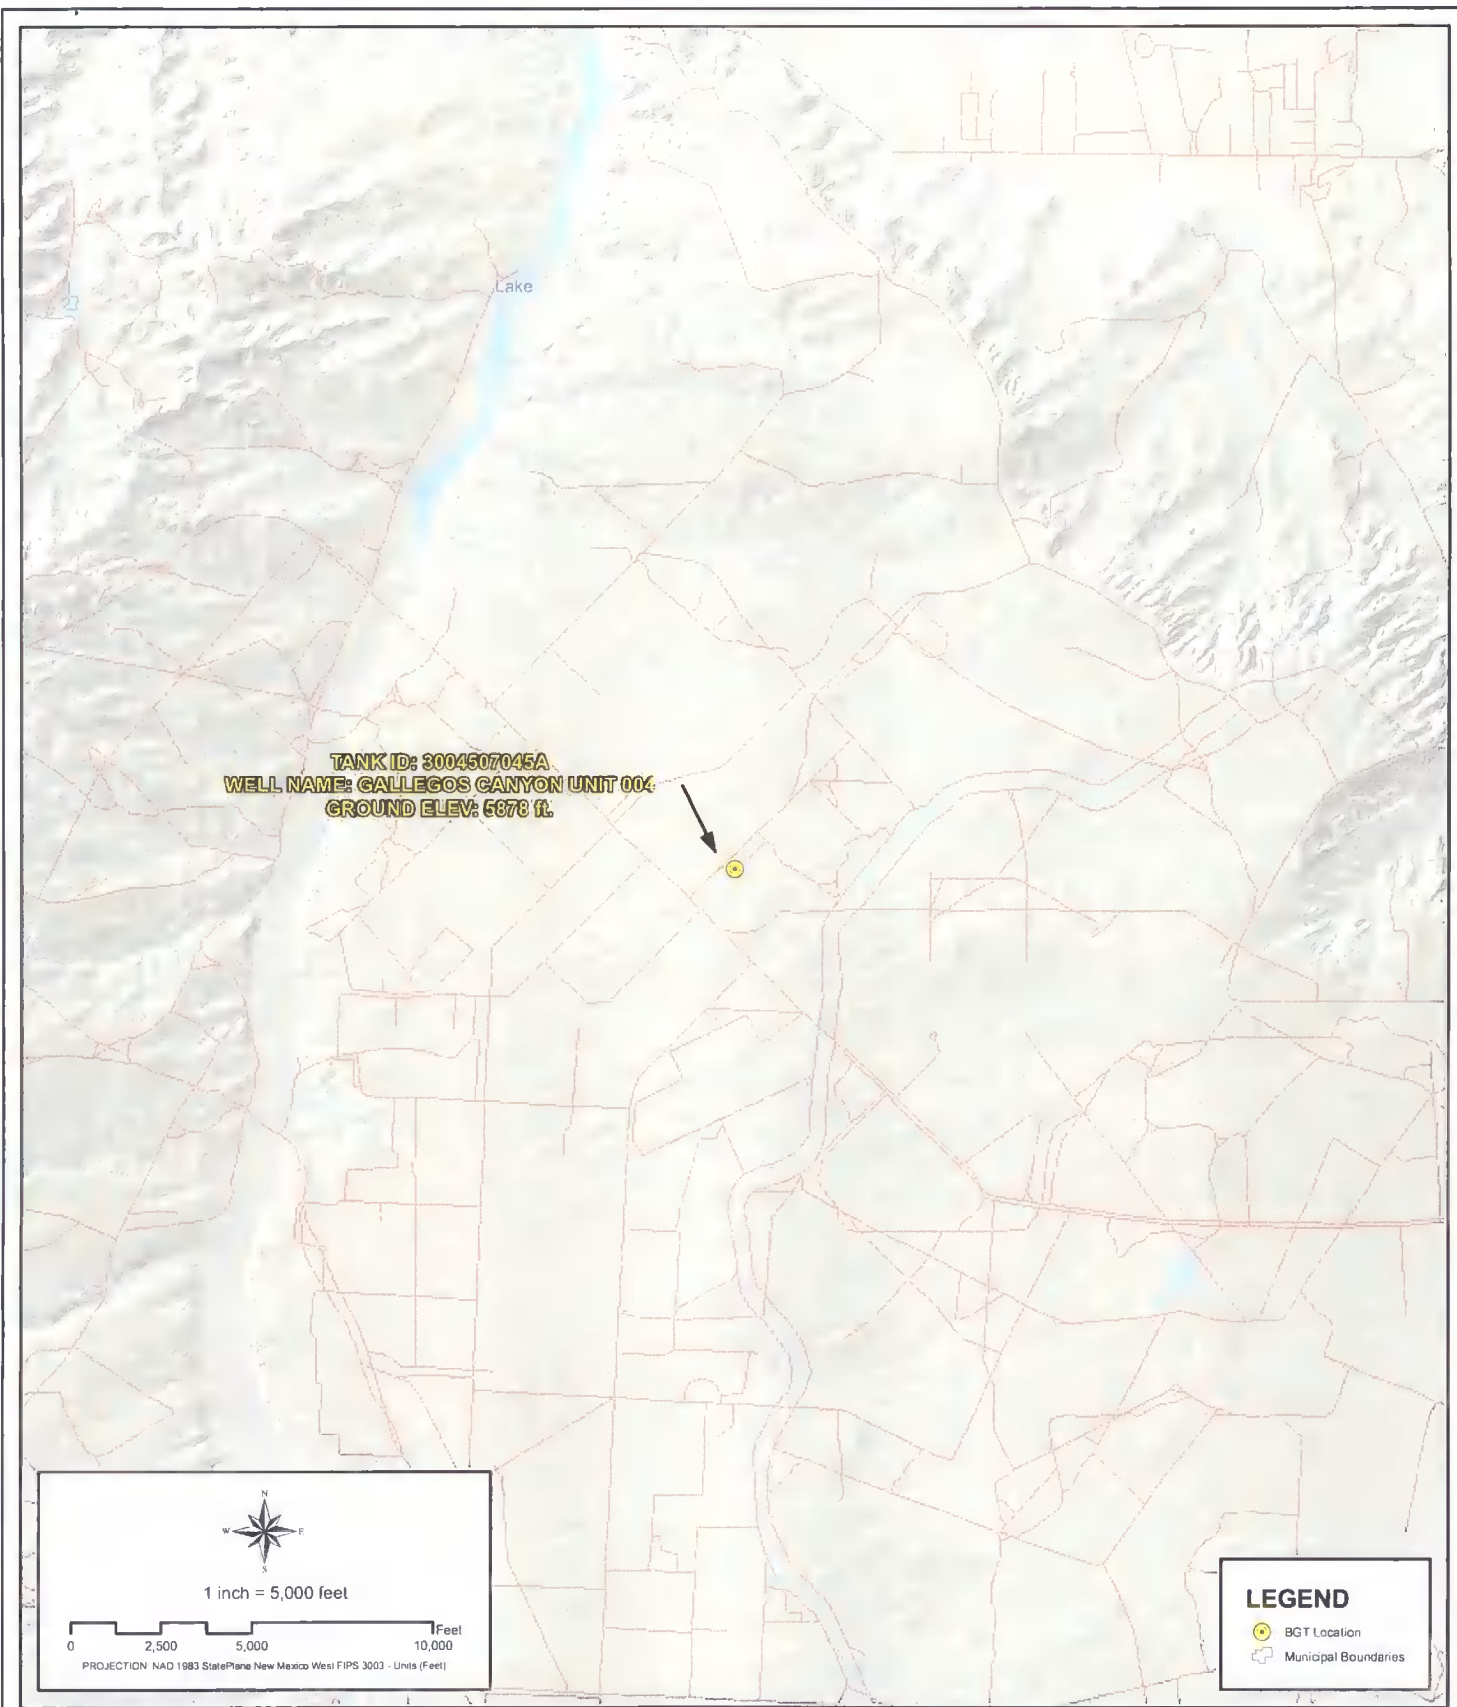 Lake
TANK ID: 3004507045A
WELL NAME: GALLEGOS CANYON UNIT 004
GROUND ELEV: 5878 ft.
N
W E
S
1 inch = 5,000 feet
Feet
0 2,500 5,000 10,000
PROJECTION NAD 1983 StatePlane New Mexico West FIPS 3003 - Units (Feet)
LEGEND
BGT Location
Municipal Boundaries